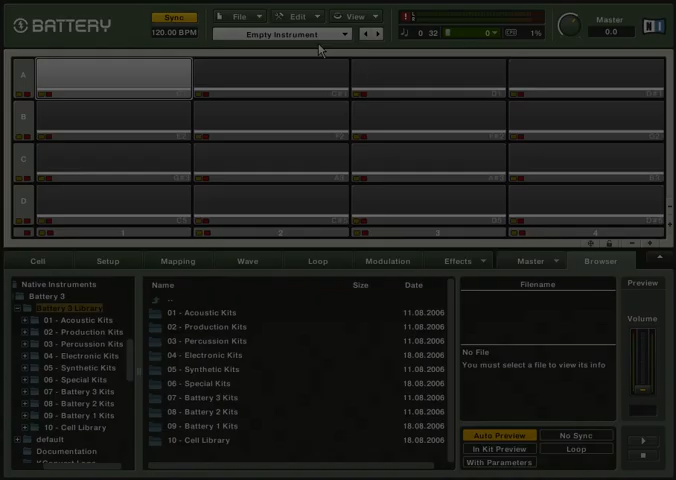 BATTERY
Sync
120.00 BPM
File
Edit
View
Empty Instrument
0 32
0
CPU
1%
Master
0.0
A
B
C
D
1
2
3
4
Cell
Setup
Mapping
Wave
Loop
Modulation
Effects
Master
Browser
Native Instruments
Battery 3
Battery 3 Library
01 - Acoustic Kits
02 - Production Kits
03 - Percussion Kits
04 - Electronic Kits
05 - Synthetic Kits
06 - Special Kits
07 - Battery 3 Kits
08 - Battery 2 Kits
09 - Battery 1 Kits
10 - Cell Library
default
Documentation
Name Size Date
..
01 - Acoustic Kits 11.08.2006
02 - Production Kits 11.08.2006
03 - Percussion Kits 11.08.2006
04 - Electronic Kits 18.08.2006
05 - Synthetic Kits 11.08.2006
06 - Special Kits 18.08.2006
07 - Battery 3 Kits 11.08.2006
08 - Battery 2 Kits 11.08.2006
09 - Battery 1 Kits 18.08.2006
10 - Cell Library 18.08.2006
Filename
No File
You must select a file to view its info
Auto Preview
No Sync
In Kit Preview
Loop
With Parameters
Preview
Volume